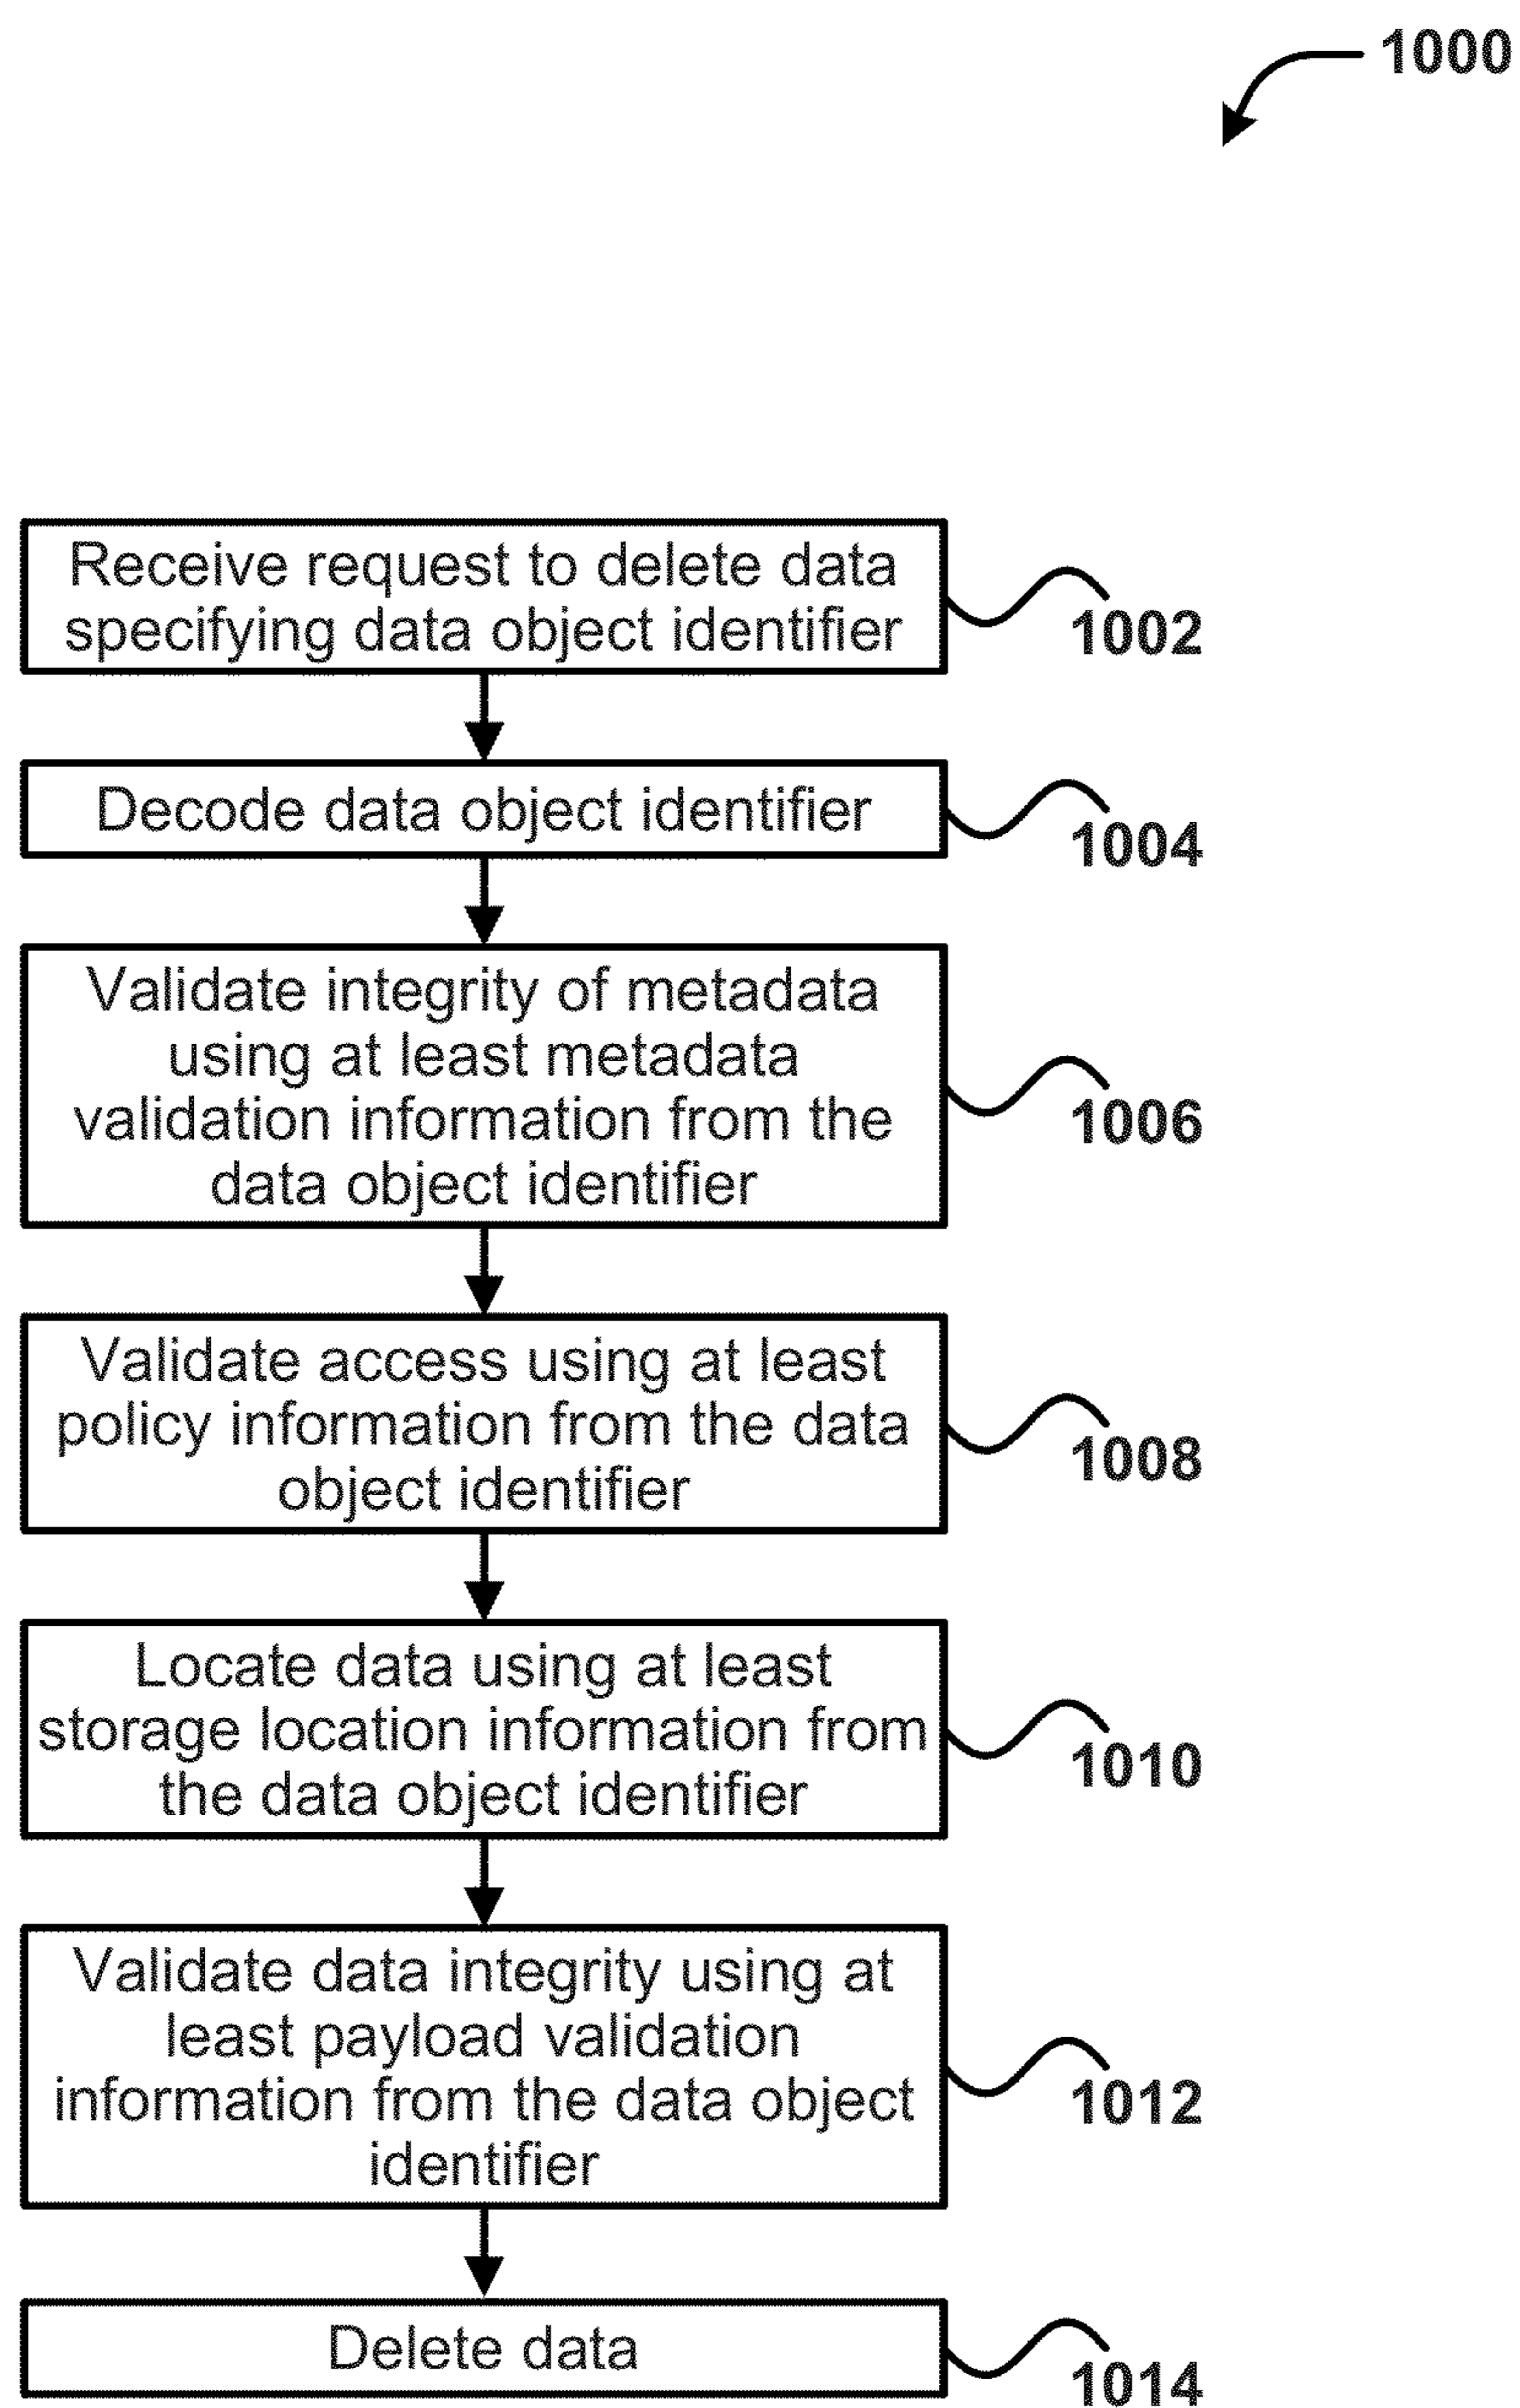 1000
Receive request to delete data
specifying data object identifier
1002
Decode data object identifier
1004
Validate integrity of metadata
using at least metadata
validation information from the
data object identifier
1006
Validate access using at least
policy information from the data
object identifier
1008
Locate data using at least
storage location information from
the data object identifier
1010
Validate data integrity using at
least payload validation
information from the data object
identifier
1012
Delete data
1014